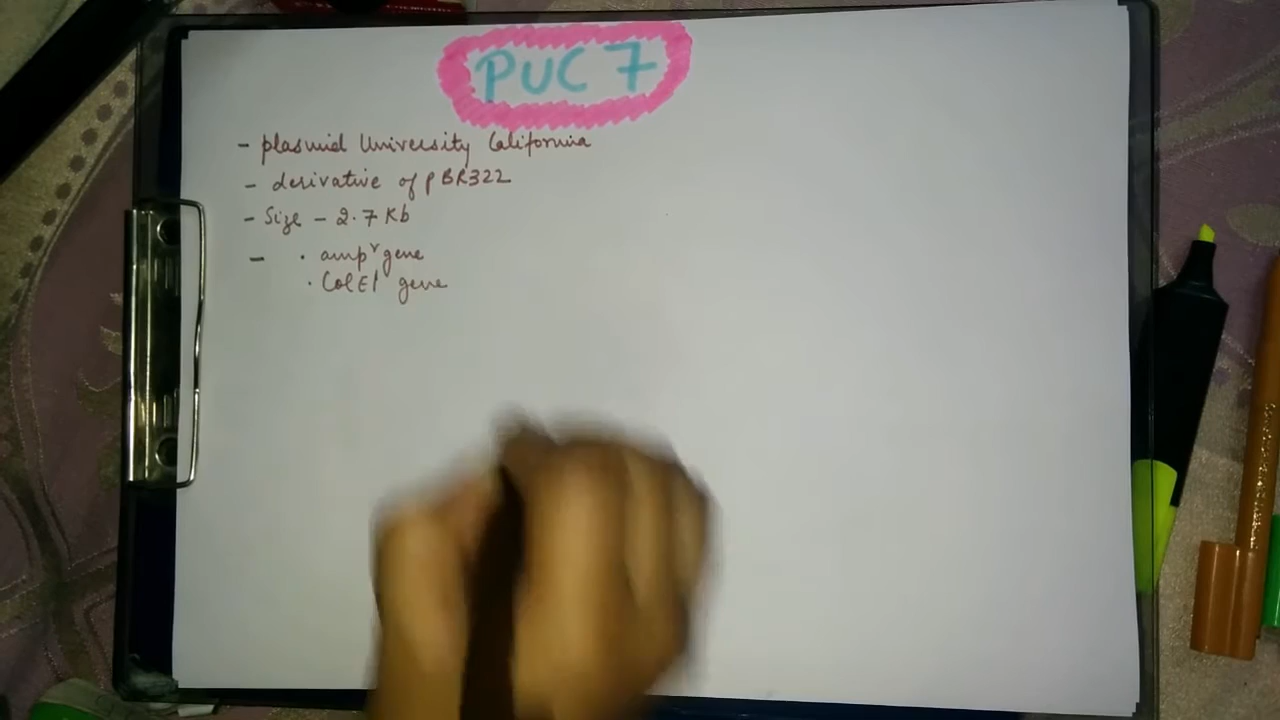 PUC 7
- plasmid University California
- derivative of pBR322
- Size - 2.7 Kb
- · ampʳ gene
· ColE1 gene